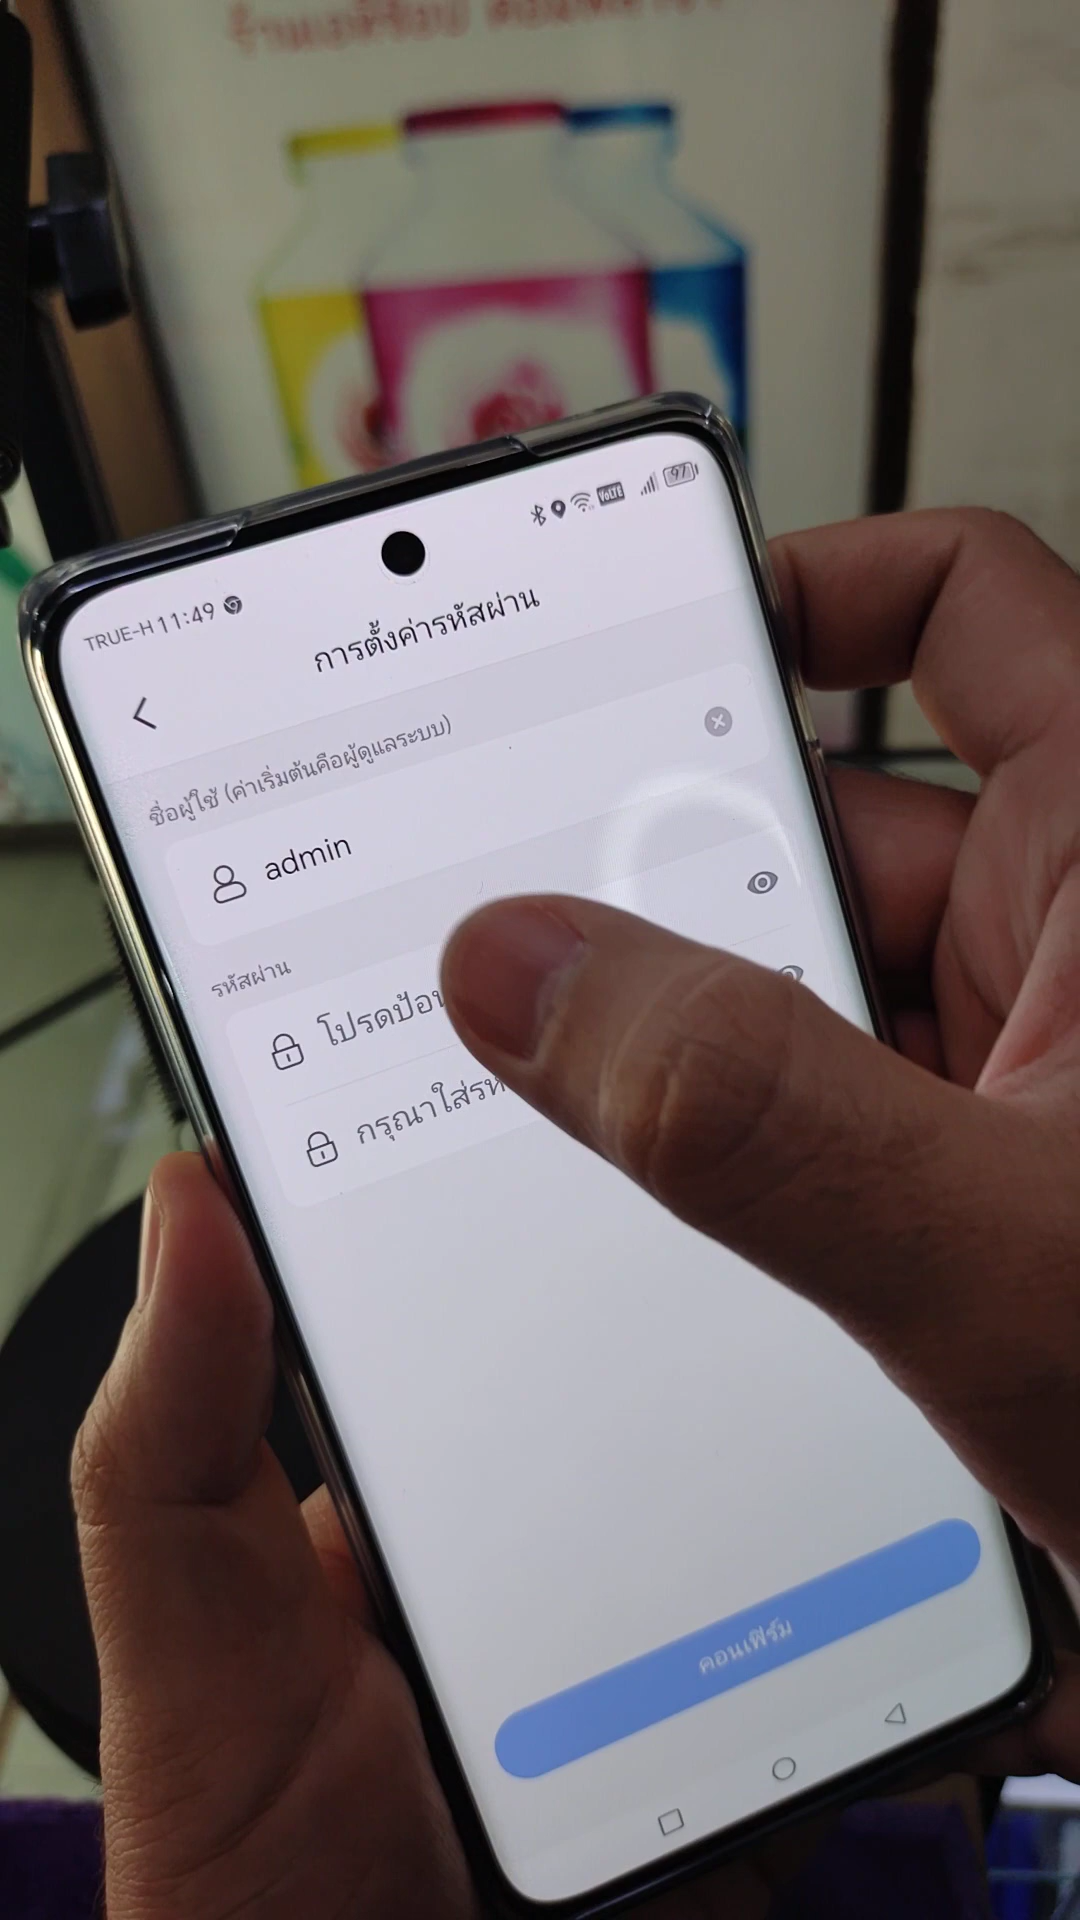 TRUE-H 11:49
VoLTE
97
การตั้งค่ารหัสผ่าน
ชื่อผู้ใช้ (ค่าเริ่มต้นคือผู้ดูแลระบบ)
admin
รหัสผ่าน
โปรดป้อน
กรุณาใส่รห
คอนเฟิร์ม